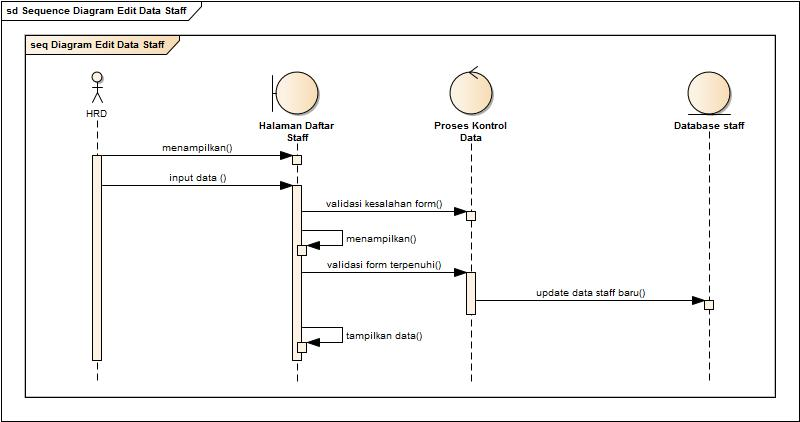 sd Sequence Diagram Edit Data Staff
seq Diagram Edit Data Staff
HRD
Halaman Daftar
Staff
Proses Kontrol
Data
Database staff
menampilkan()
input data ()
validasi kesalahan form()
menampilkan()
validasi form terpenuhi()
update data staff baru()
tampilkan data()